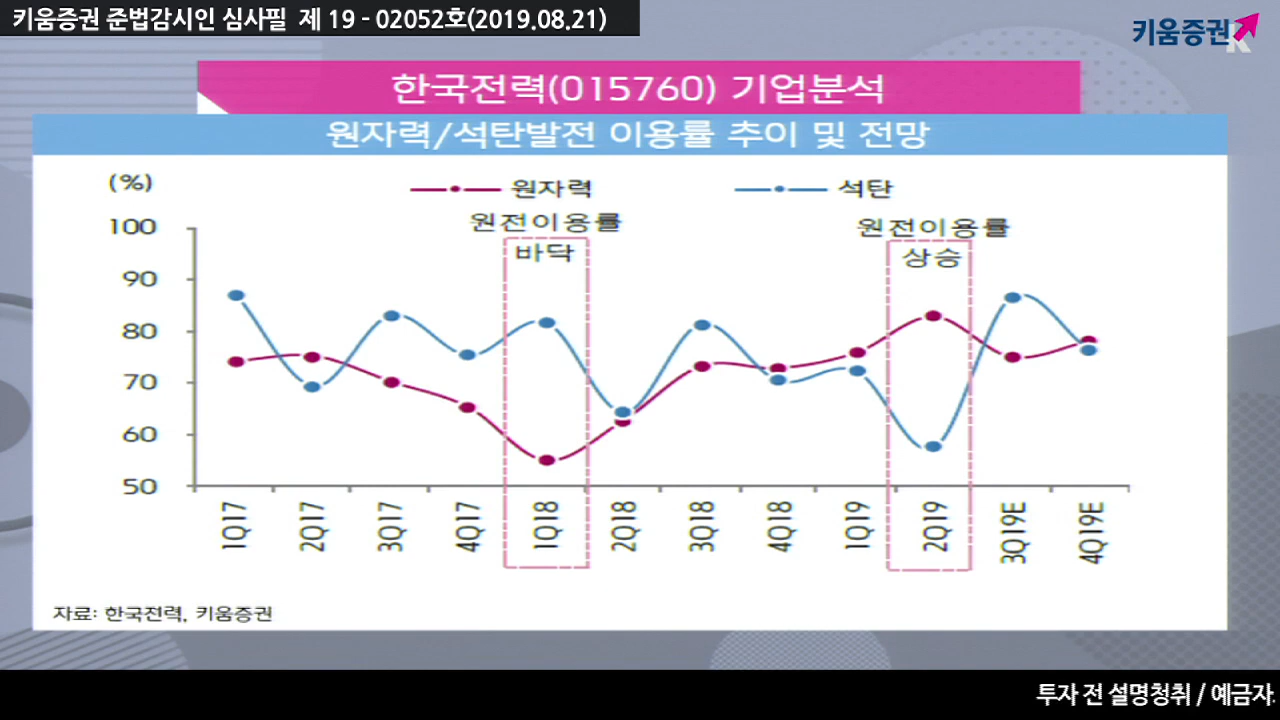 키움증권 준법감시인 심사필 제 19 - 02052호(2019.08.21)
키움증권
한국전력(015760) 기업분석
원자력/석탄발전 이용률 추이 및 전망
(%)
원자력
석탄
원전이용률
바닥
원전이용률
상승
100
90
80
70
60
50
1Q17
2Q17
3Q17
4Q17
1Q18
2Q18
3Q18
4Q18
1Q19
2Q19
3Q19E
4Q19E
자료: 한국전력, 키움증권
투자 전 설명청취 / 예금자